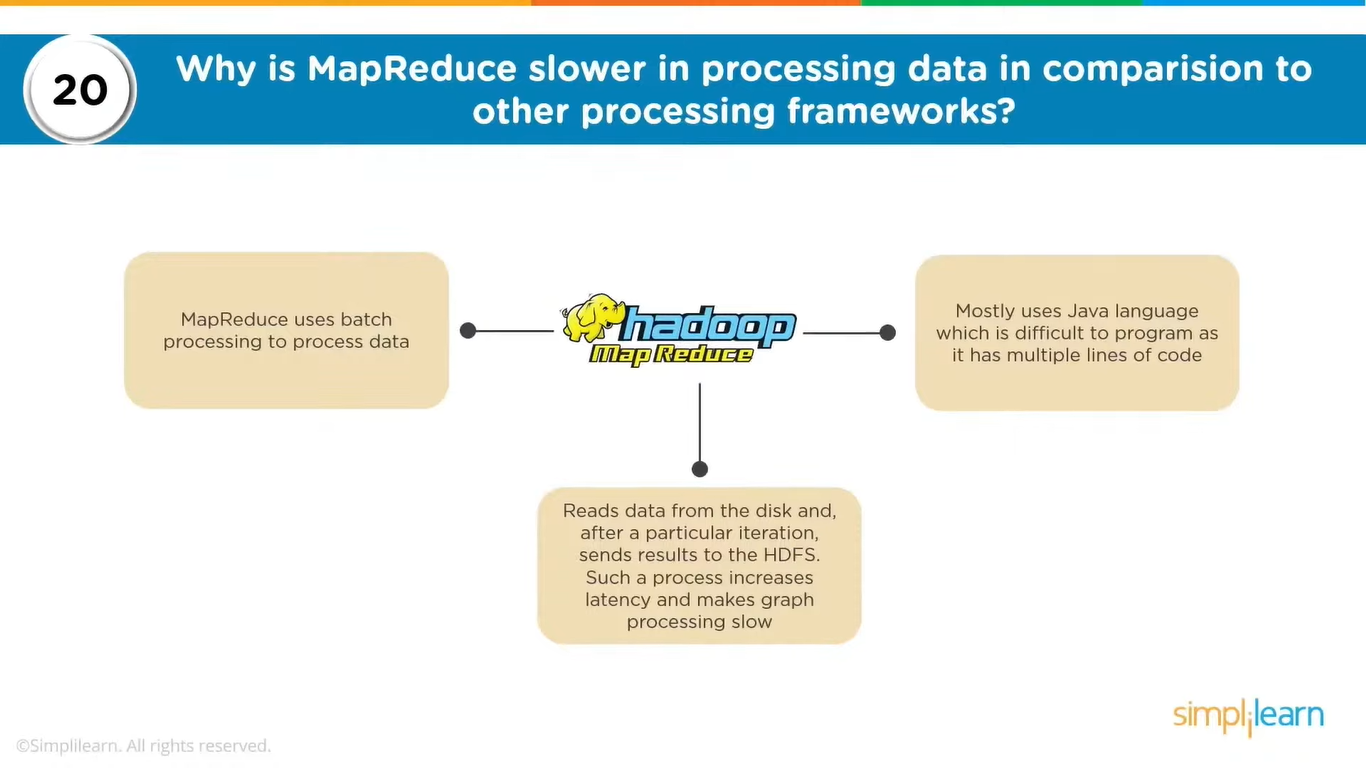 20
Why is MapReduce slower in processing data in comparision to
other processing frameworks?
MapReduce uses batch
processing to process data
hadoop
Map Reduce
Mostly uses Java language
which is difficult to program as
it has multiple lines of code
Reads data from the disk and,
after a particular iteration,
sends results to the HDFS.
Such a process increases
latency and makes graph
processing slow
simplilearn
©Simplilearn. All rights reserved.